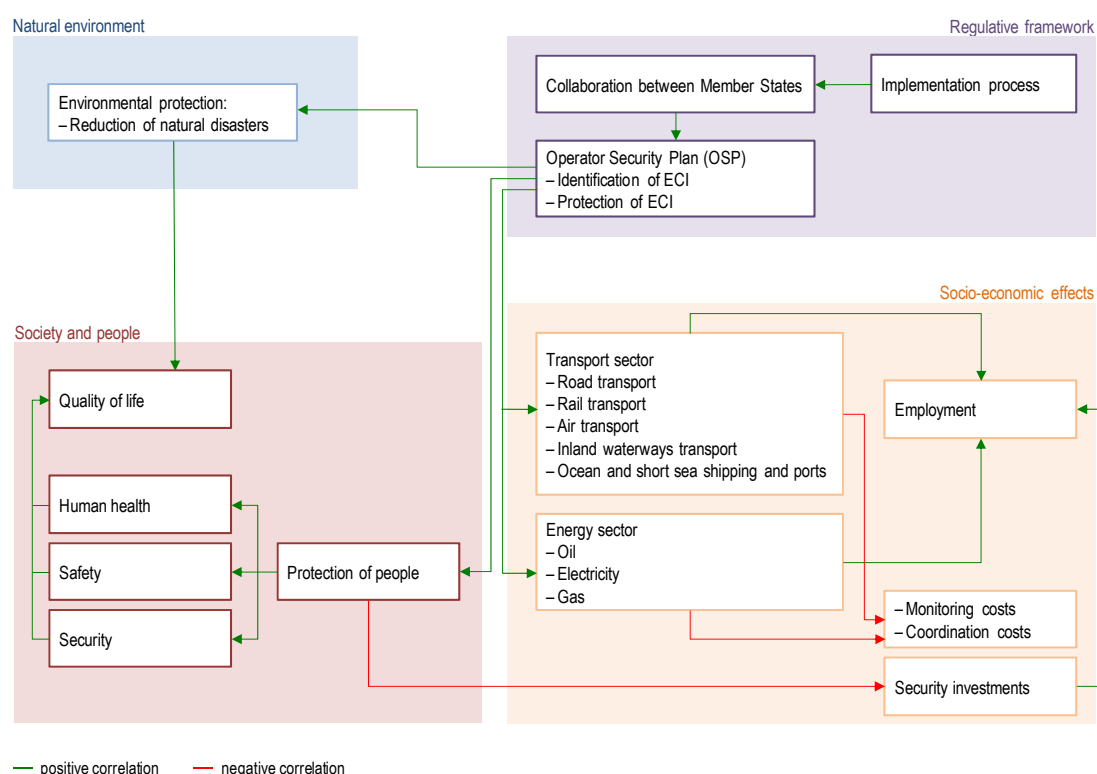 Natural environment
Environmental protection:
– Reduction of natural disasters
Regulative framework
Collaboration between Member States
Implementation process
Operator Security Plan (OSP)
– Identification of ECI
– Protection of ECI
Society and people
Quality of life
Human health
Safety
Security
Protection of people
Socio-economic effects
Transport sector
– Road transport
– Rail transport
– Air transport
– Inland waterways transport
– Ocean and short sea shipping and ports
Employment
Energy sector
– Oil
– Electricity
– Gas
– Monitoring costs
– Coordination costs
Security investments
positive correlation
negative correlation